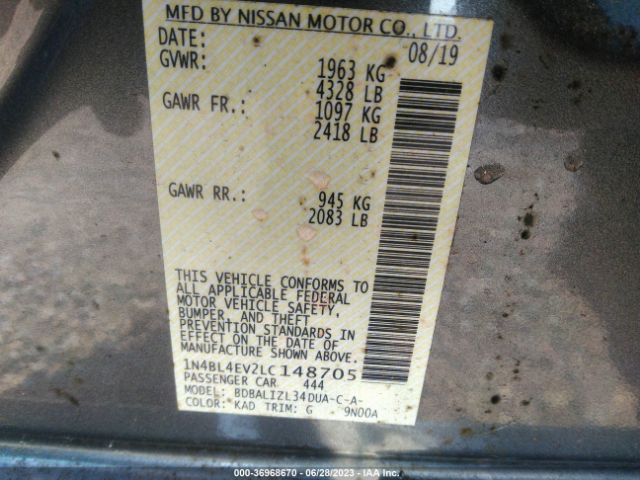 MFD BY NISSAN MOTOR CO., LTD.
DATE: 08/19
GVWR: 1963 KG
4328 LB
GAWR FR.: 1097 KG
2418 LB
GAWR RR.: 945 KG
2083 LB
THIS VEHICLE CONFORMS TO
ALL APPLICABLE FEDERAL
MOTOR VEHICLE SAFETY,
BUMPER, AND THEFT
PREVENTION STANDARDS IN
EFFECT ON THE DATE OF
MANUFACTURE SHOWN ABOVE.
1N4BL4EV2LC148705
PASSENGER CAR 444
MODEL: BDBALIZL34DUA-C-A-
COLOR: KAD TRIM: G 9N00A
000-36968670 - 06/28/2023 - IAA Inc.